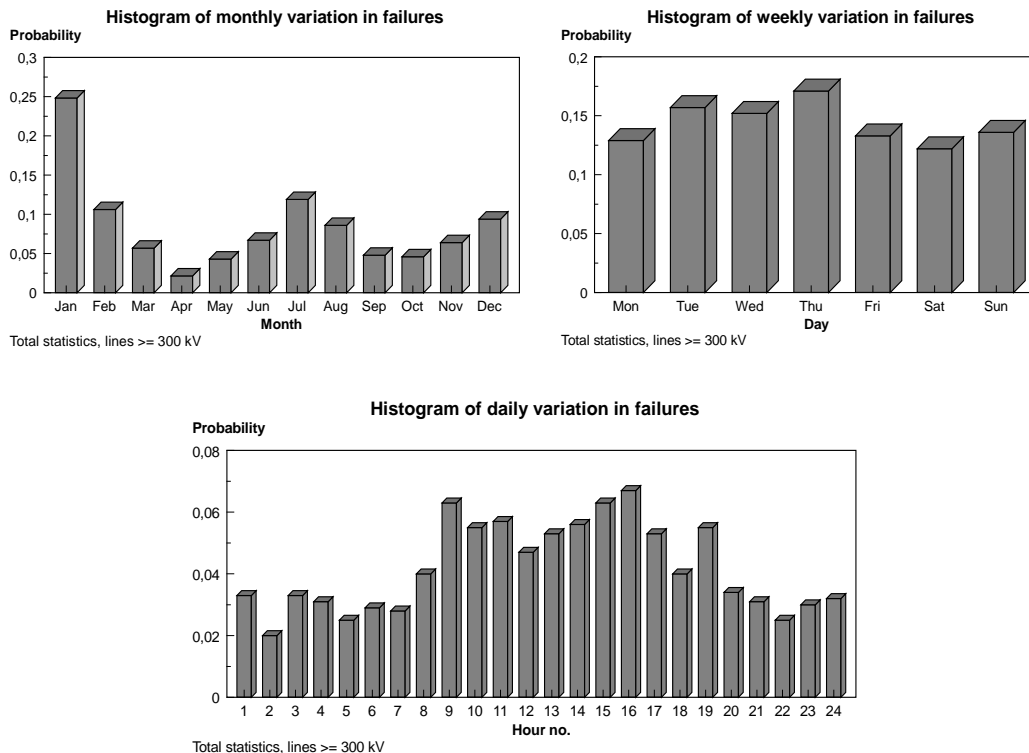 Histogram of monthly variation in failures
Probability
0,3
0,25
0,2
0,15
0,1
0,05
0
Jan Feb Mar Apr May Jun Jul Aug Sep Oct Nov Dec
Month
Total statistics, lines >= 300 kV
Histogram of weekly variation in failures
Probability
0,2
0,15
0,1
0,05
0
Mon Tue Wed Thu Fri Sat Sun
Day
Total statistics, lines >= 300 kV
Histogram of daily variation in failures
Probability
0,08
0,06
0,04
0,02
0
1 2 3 4 5 6 7 8 9 10 11 12 13 14 15 16 17 18 19 20 21 22 23 24
Hour no.
Total statistics, lines >= 300 kV